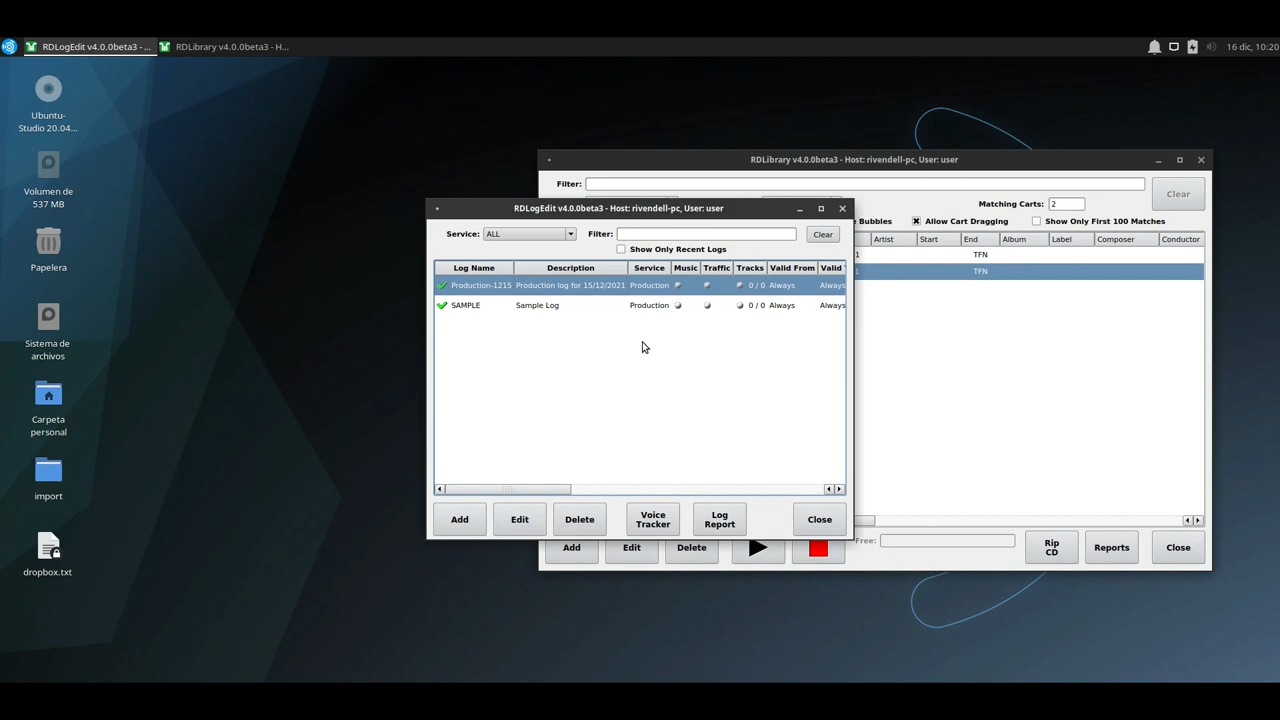 RDLogEdit v4.0.0beta3 - ...
RDLibrary v4.0.0beta3 - H...
16 dic, 10:20
Ubuntu-
Studio 20.04...
Volumen de
537 MB
Papelera
Sistema de
archivos
Carpeta
personal
import
dropbox.txt
RDLibrary v4.0.0beta3 - Host: rivendell-pc, User: user
Filter:
Clear
Matching Carts: 2
e Bubbles
Allow Cart Dragging
Show Only First 100 Matches
Artist Start End Album Label Composer Conductor
1 TFN
1 TFN
Free:
Add Edit Delete
Rip
CD
Reports
Close
RDLogEdit v4.0.0beta3 - Host: rivendell-pc, User: user
Service: ALL Filter: Clear
Show Only Recent Logs
Log Name Description Service Music Traffic Tracks Valid From Valid
Production-1215 Production log for 15/12/2021 Production 0 / 0 Always Always
SAMPLE Sample Log Production 0 / 0 Always Always
Add Edit Delete
Voice
Tracker
Log
Report
Close